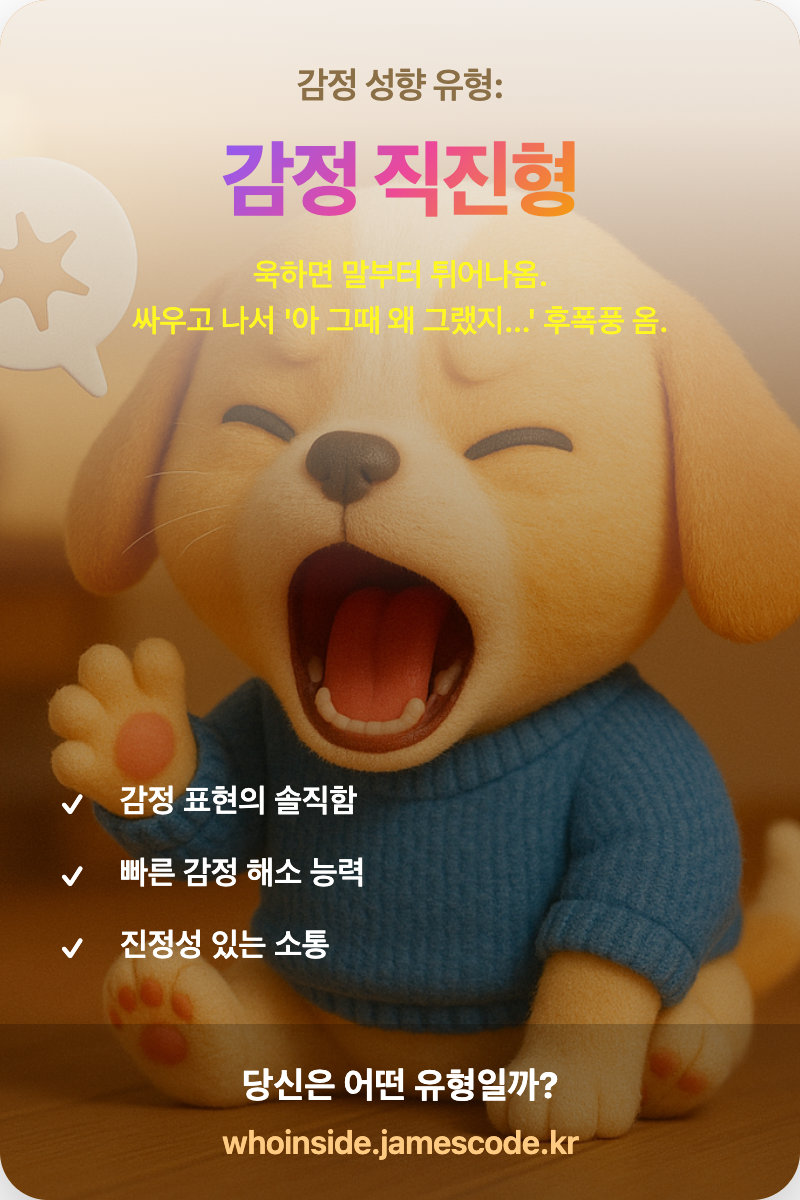 감정 성향 유형:
감정 직진형
욱하면 말부터 튀어나옴.
싸우고 나서 '아 그때 왜 그랬지...' 후폭풍 옴.
✓ 감정 표현의 솔직함
✓ 빠른 감정 해소 능력
✓ 진정성 있는 소통
당신은 어떤 유형일까?
whoinside.jamescode.kr